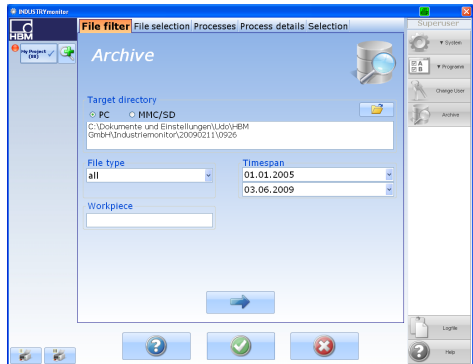 INDUSTRYmonitor
HBM
My Project
(SE)
File filter File selection Processes Process details Selection
Archive
Target directory
PC MMC/SD
C:\Dokumente und Einstellungen\Udo\HBM
GmbH\Industriemonitor\20090211\0926
File type
all
Timespan
01.01.2005
03.06.2009
Workpiece
Superuser
System
Programm
Change User
Archive
Logfile
Help